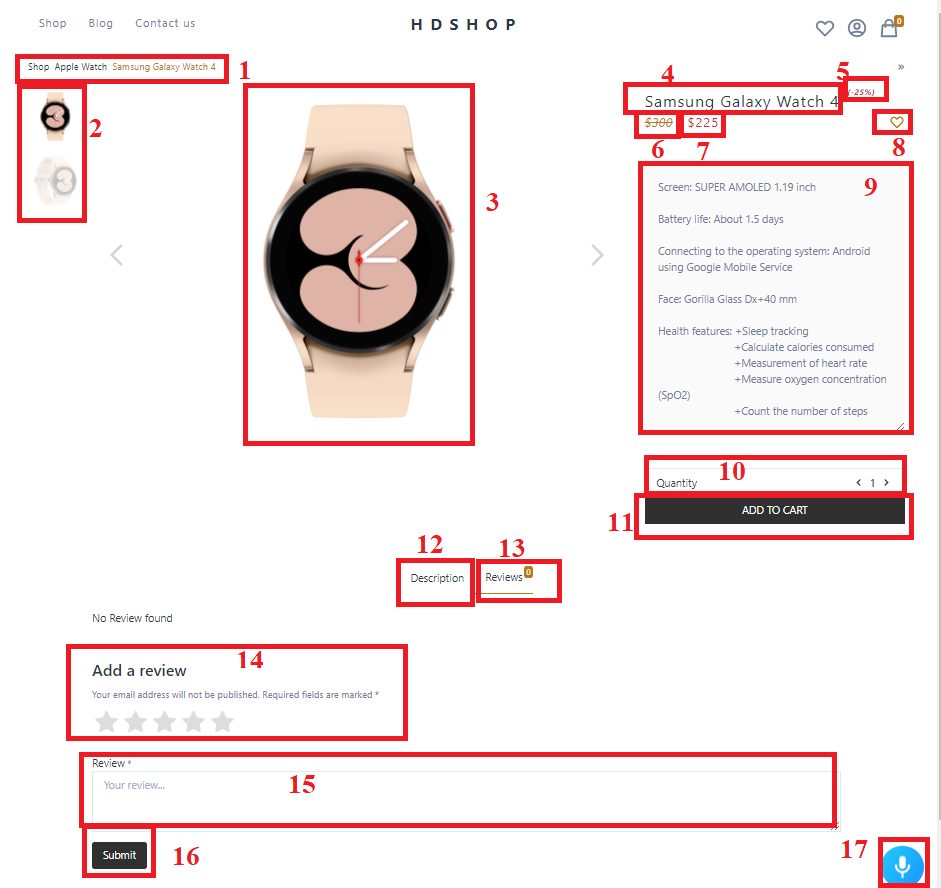 Shop Blog Contact us HDSHOP 0
Shop Apple Watch Samsung Galaxy Watch 4 1 »
4 5
(-25%)
Samsung Galaxy Watch 4
2 $300 $225
6 7 8
3
Screen: SUPER AMOLED 1.19 inch 9
Battery life: About 1.5 days
Connecting to the operating system: Android
using Google Mobile Service
Face: Gorilla Glass Dx+40 mm
Health features: +Sleep tracking
+Calculate calories consumed
+Measurement of heart rate
+Measure oxygen concentration
(SpO2)
+Count the number of steps
10
Quantity < 1 >
11 ADD TO CART
12 13
Description Reviews 0
No Review found
14
Add a review
Your email address will not be published. Required fields are marked *
Review *
Your review... 15
Submit 16
17